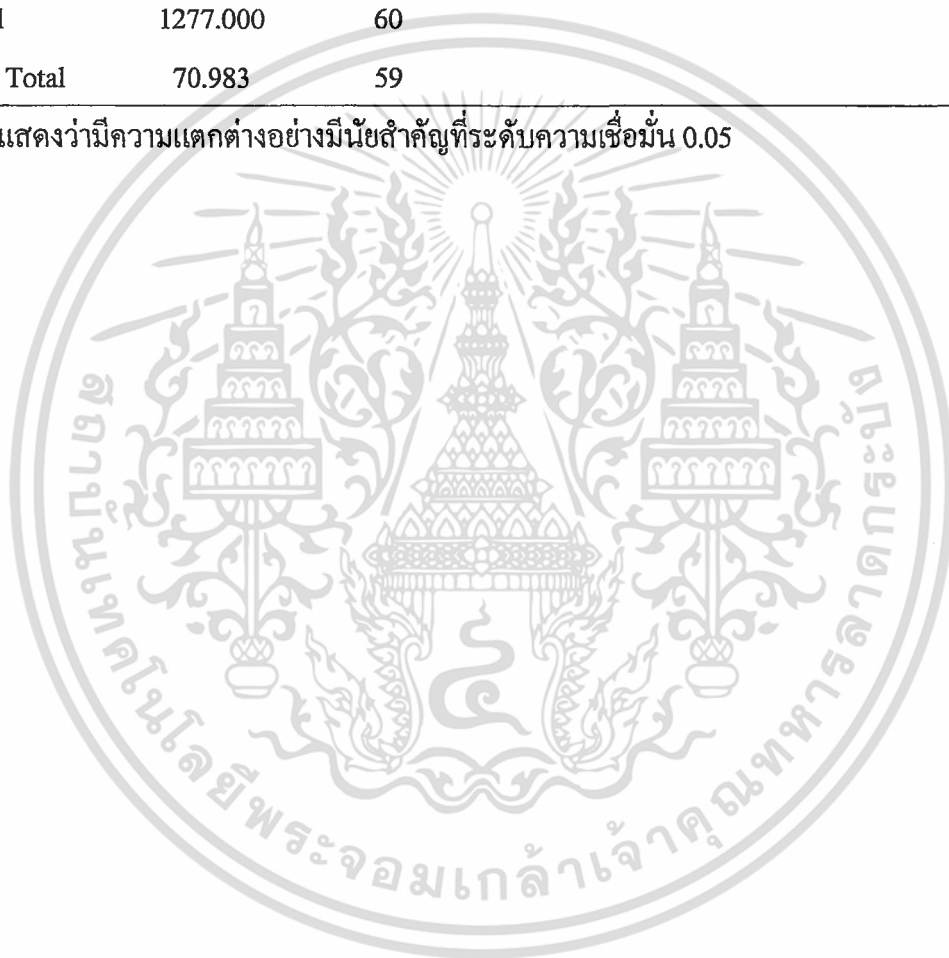 1277.000 60
Total 70.983 59
แสดงว่ามีความแตกต่างอย่างมีนัยสำคัญที่ระดับความเชื่อมั่น 0.05
สถาบันเทคโนโลยีพระจอมเกล้าเจ้าคุณทหารลาดกระบัง